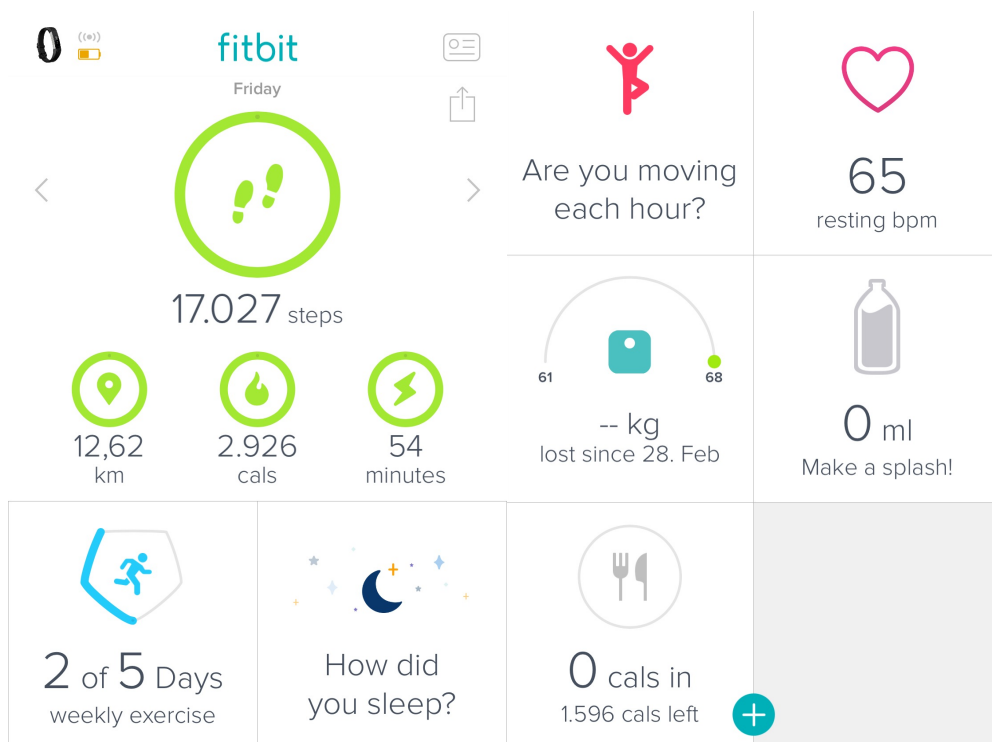 fitbit
Friday
17.027 steps
12,62
km
2.926
cals
54
minutes
2 of 5 Days
weekly exercise
How did
you sleep?
Are you moving
each hour?
65
resting bpm
61
68
-- kg
lost since 28. Feb
0 ml
Make a splash!
0 cals in
1.596 cals left